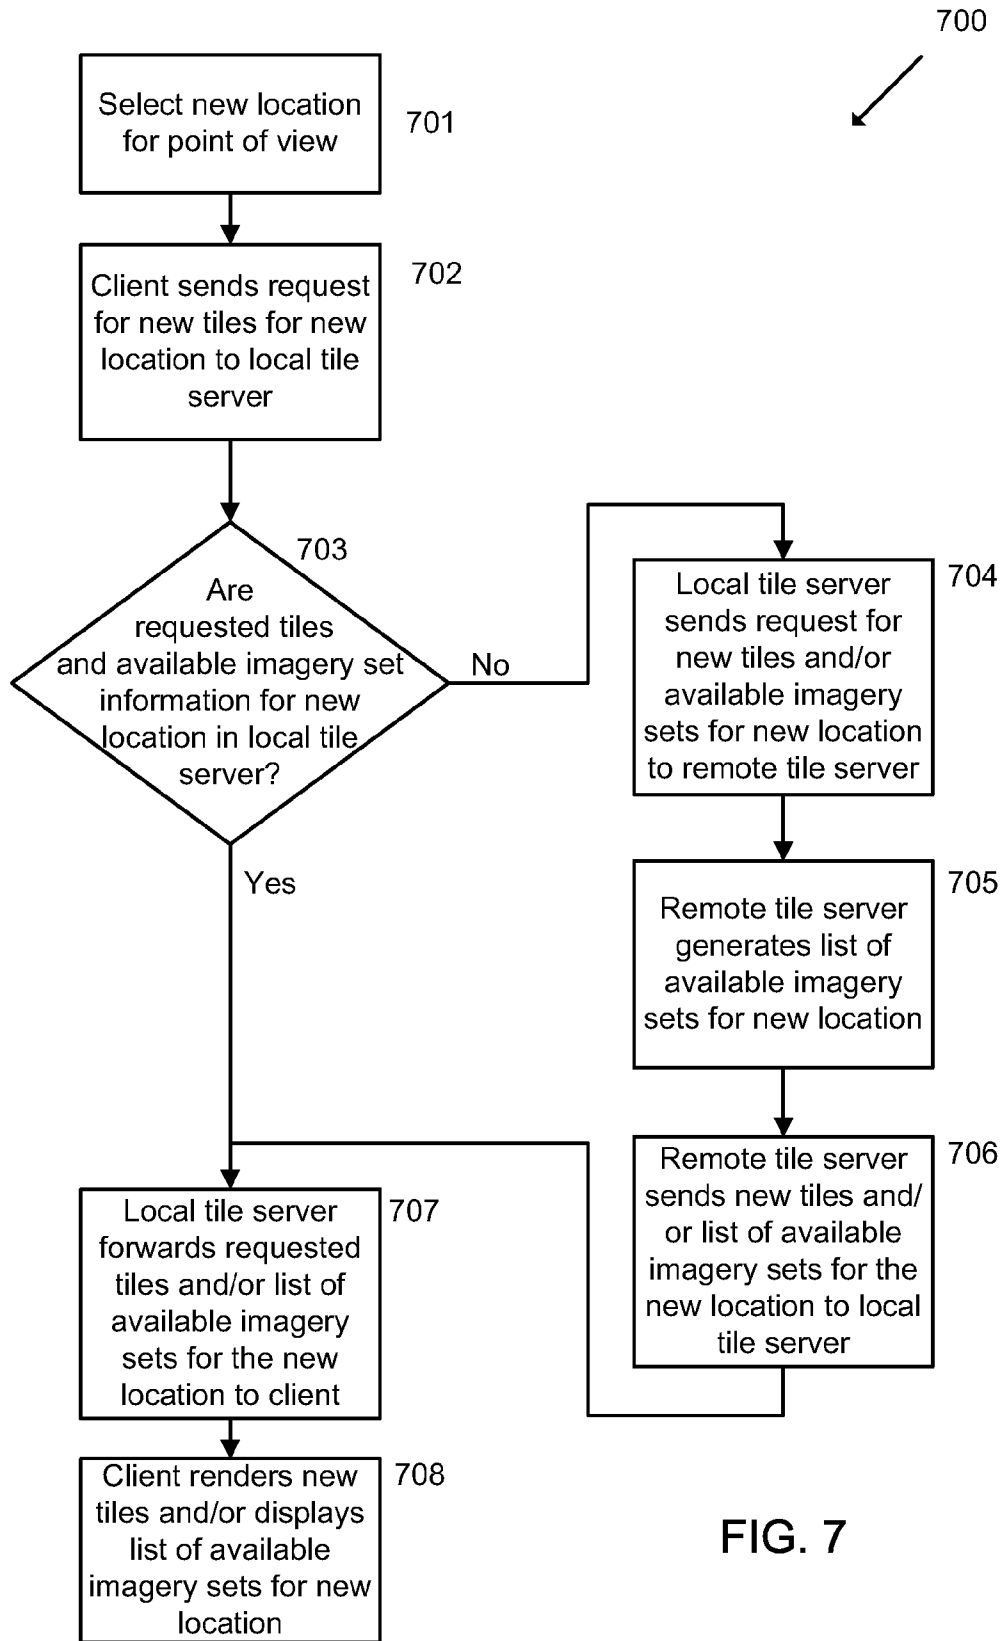 700
Select new location
for point of view
701
Client sends request
for new tiles for new
location to local tile
server
702
703
Are
requested tiles
and available imagery set
information for new
location in local tile
server?
No
Yes
Local tile server
sends request for
new tiles and/or
available imagery
sets for new location
to remote tile server
704
Remote tile server
generates list of
available imagery
sets for new location
705
Remote tile server
sends new tiles and/
or list of available
imagery sets for the
new location to local
tile server
706
Local tile server
forwards requested
tiles and/or list of
available imagery
sets for the new
location to client
707
Client renders new
tiles and/or displays
list of available
imagery sets for new
location
708
FIG. 7